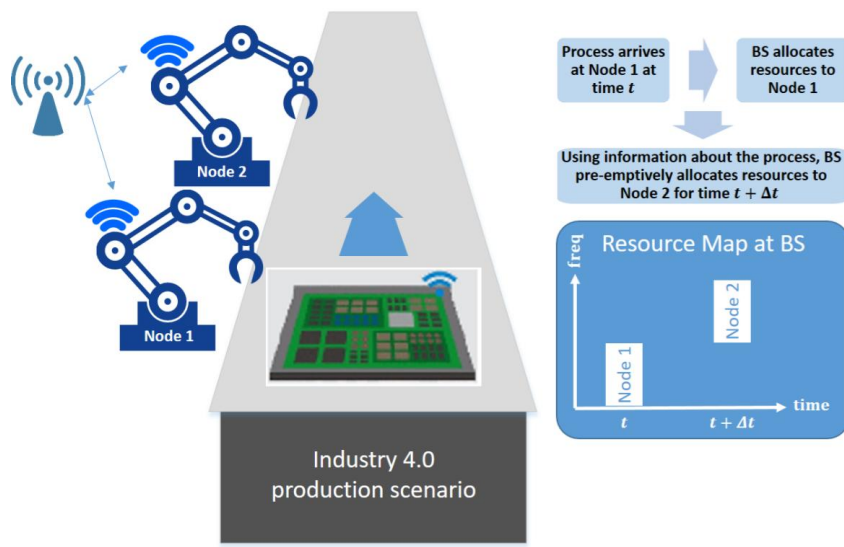 Node 2
Node 1
Industry 4.0
production scenario
Process arrives
at Node 1 at
time t
BS allocates
resources to
Node 1
Using information about the process, BS
pre-emptively allocates resources to
Node 2 for time t + Δt
Resource Map at BS
freq
Node 1
Node 2
time
t
t + Δt